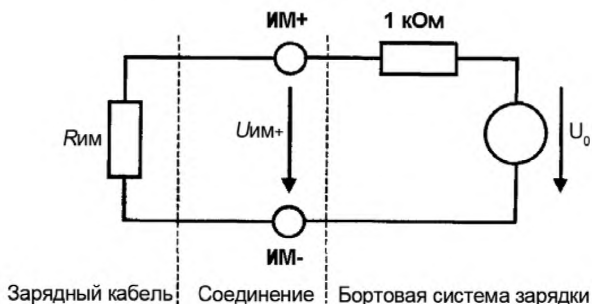 ИМ+
1 кОм
Rим
Uим+
U0
ИМ-
Зарядный кабель
Соединение
Бортовая система зарядки